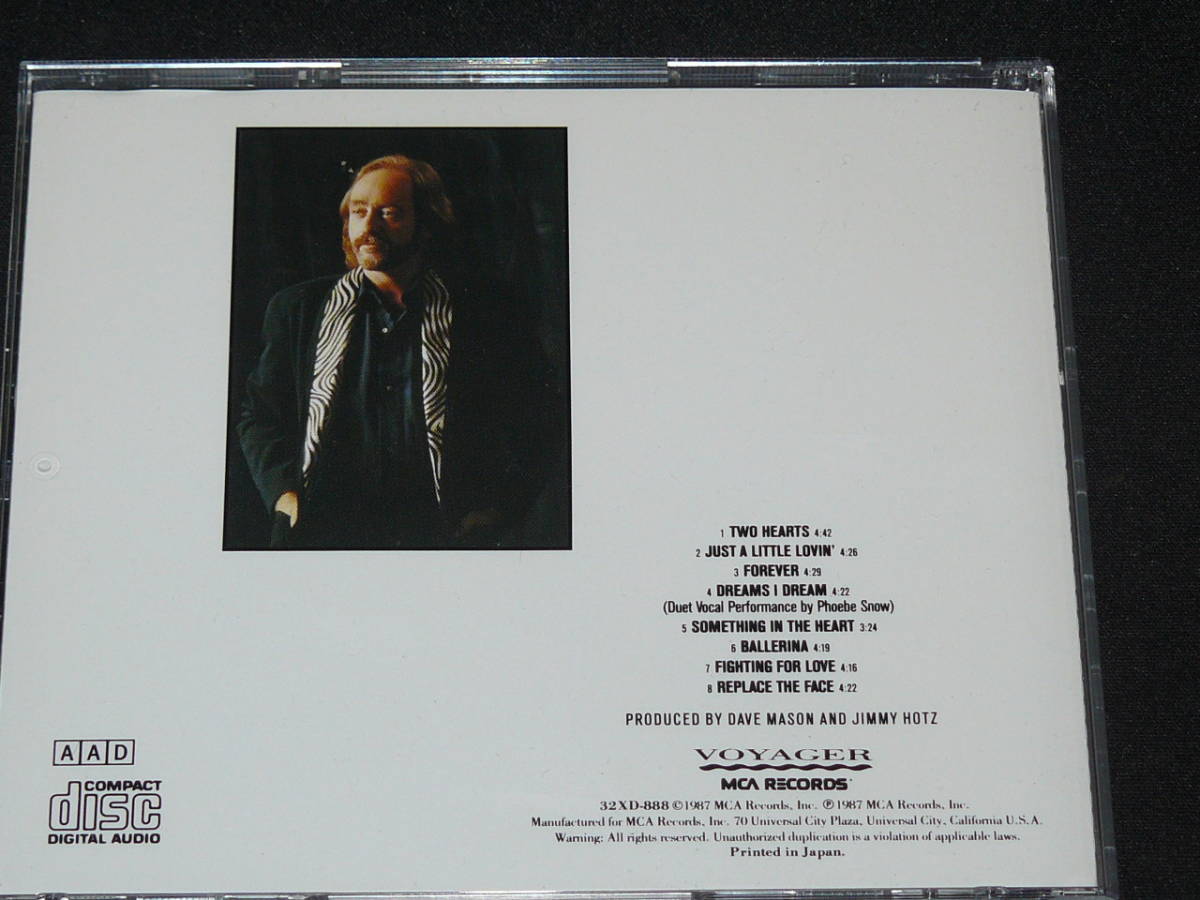 1 TWO HEARTS 4:42
2 JUST A LITTLE LOVIN' 4:26
3 FOREVER 4:29
4 DREAMS I DREAM 4:22
(Duet Vocal Performance by Phoebe Snow)
5 SOMETHING IN THE HEART 3:24
6 BALLERINA 4:19
7 FIGHTING FOR LOVE 4:16
8 REPLACE THE FACE 4:22
PRODUCED BY DAVE MASON AND JIMMY HOTZ
AAD
COMPACT
disc
DIGITAL AUDIO
VOYAGER
MCA RECORDS
32XD-888 ©1987 MCA Records, Inc. ℗1987 MCA Records, Inc.
Manufactured for MCA Records, Inc. 70 Universal City Plaza, Universal City, California U.S.A.
Warning: All rights reserved. Unauthorized duplication is a violation of applicable laws.
Printed in Japan.